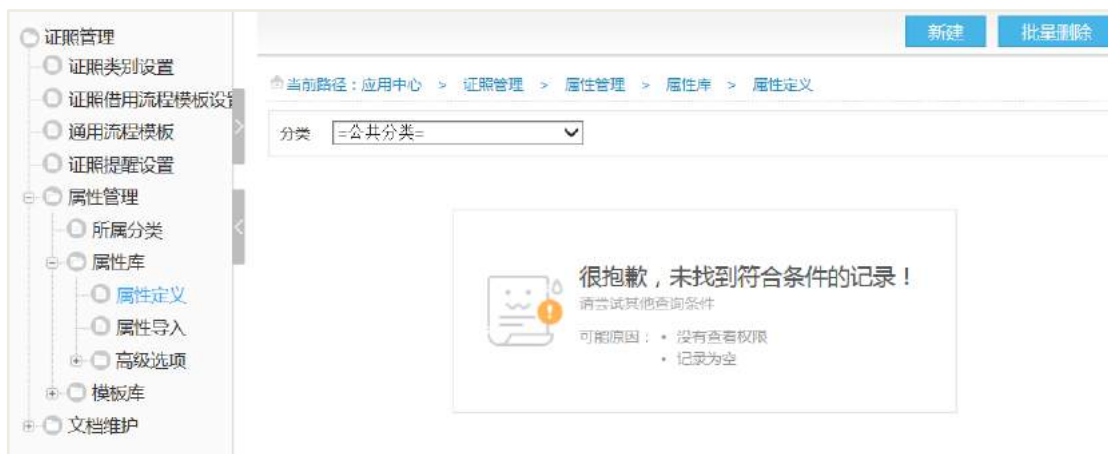 证照管理
证照类别设置
证照借用流程模板设置
通用流程模板
证照提醒设置
属性管理
所属分类
属性库
属性定义
属性导入
高级选项
模板库
文档维护
新建 批量删除
当前路径：应用中心 > 证照管理 > 属性管理 > 属性库 > 属性定义
分类 =公共分类=
很抱歉，未找到符合条件的记录！
请尝试其他查询条件
可能原因： • 没有查看权限
• 记录为空